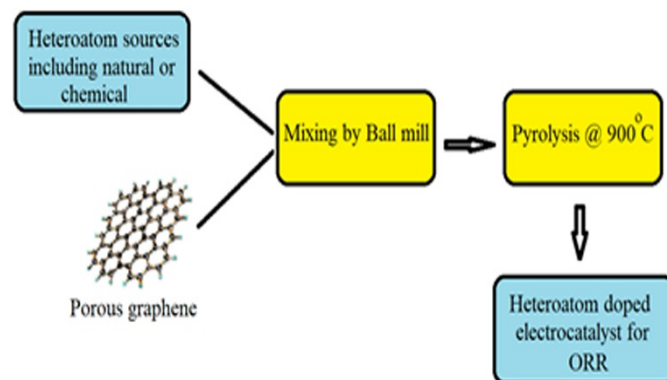 Heteroatom sources
including natural or
chemical
Porous graphene
Mixing by Ball mill
Pyrolysis @ 900°C
Heteroatom doped
electrocatalyst for
ORR